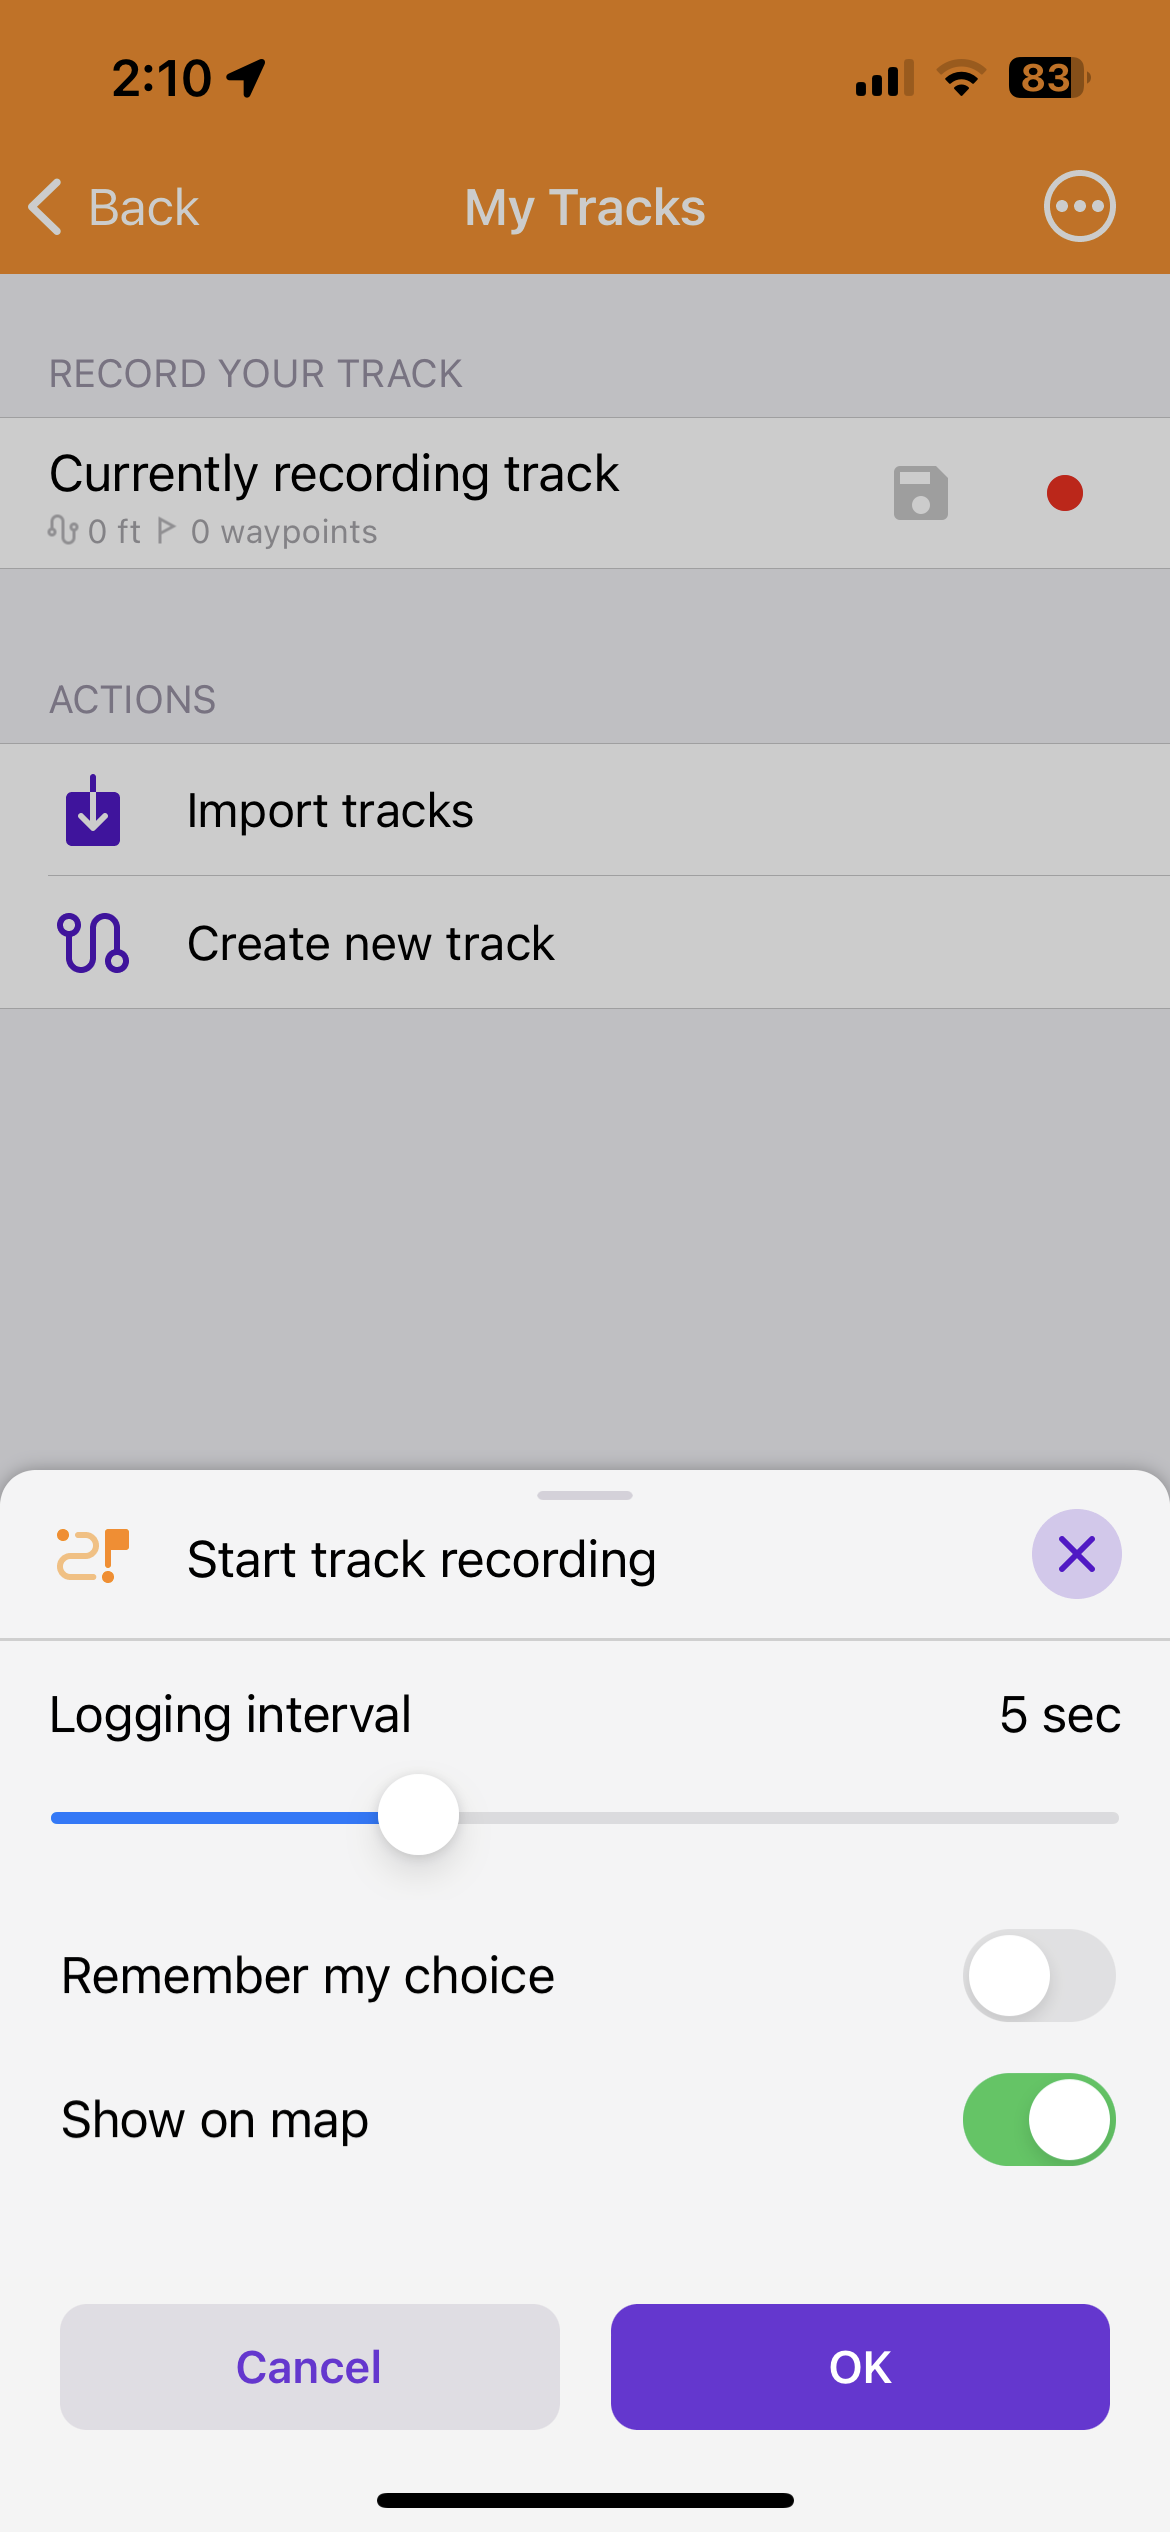 2:10
83
Back
My Tracks
RECORD YOUR TRACK
Currently recording track
0 ft 0 waypoints
ACTIONS
Import tracks
Create new track
Start track recording
Logging interval
5 sec
Remember my choice
Show on map
Cancel
OK